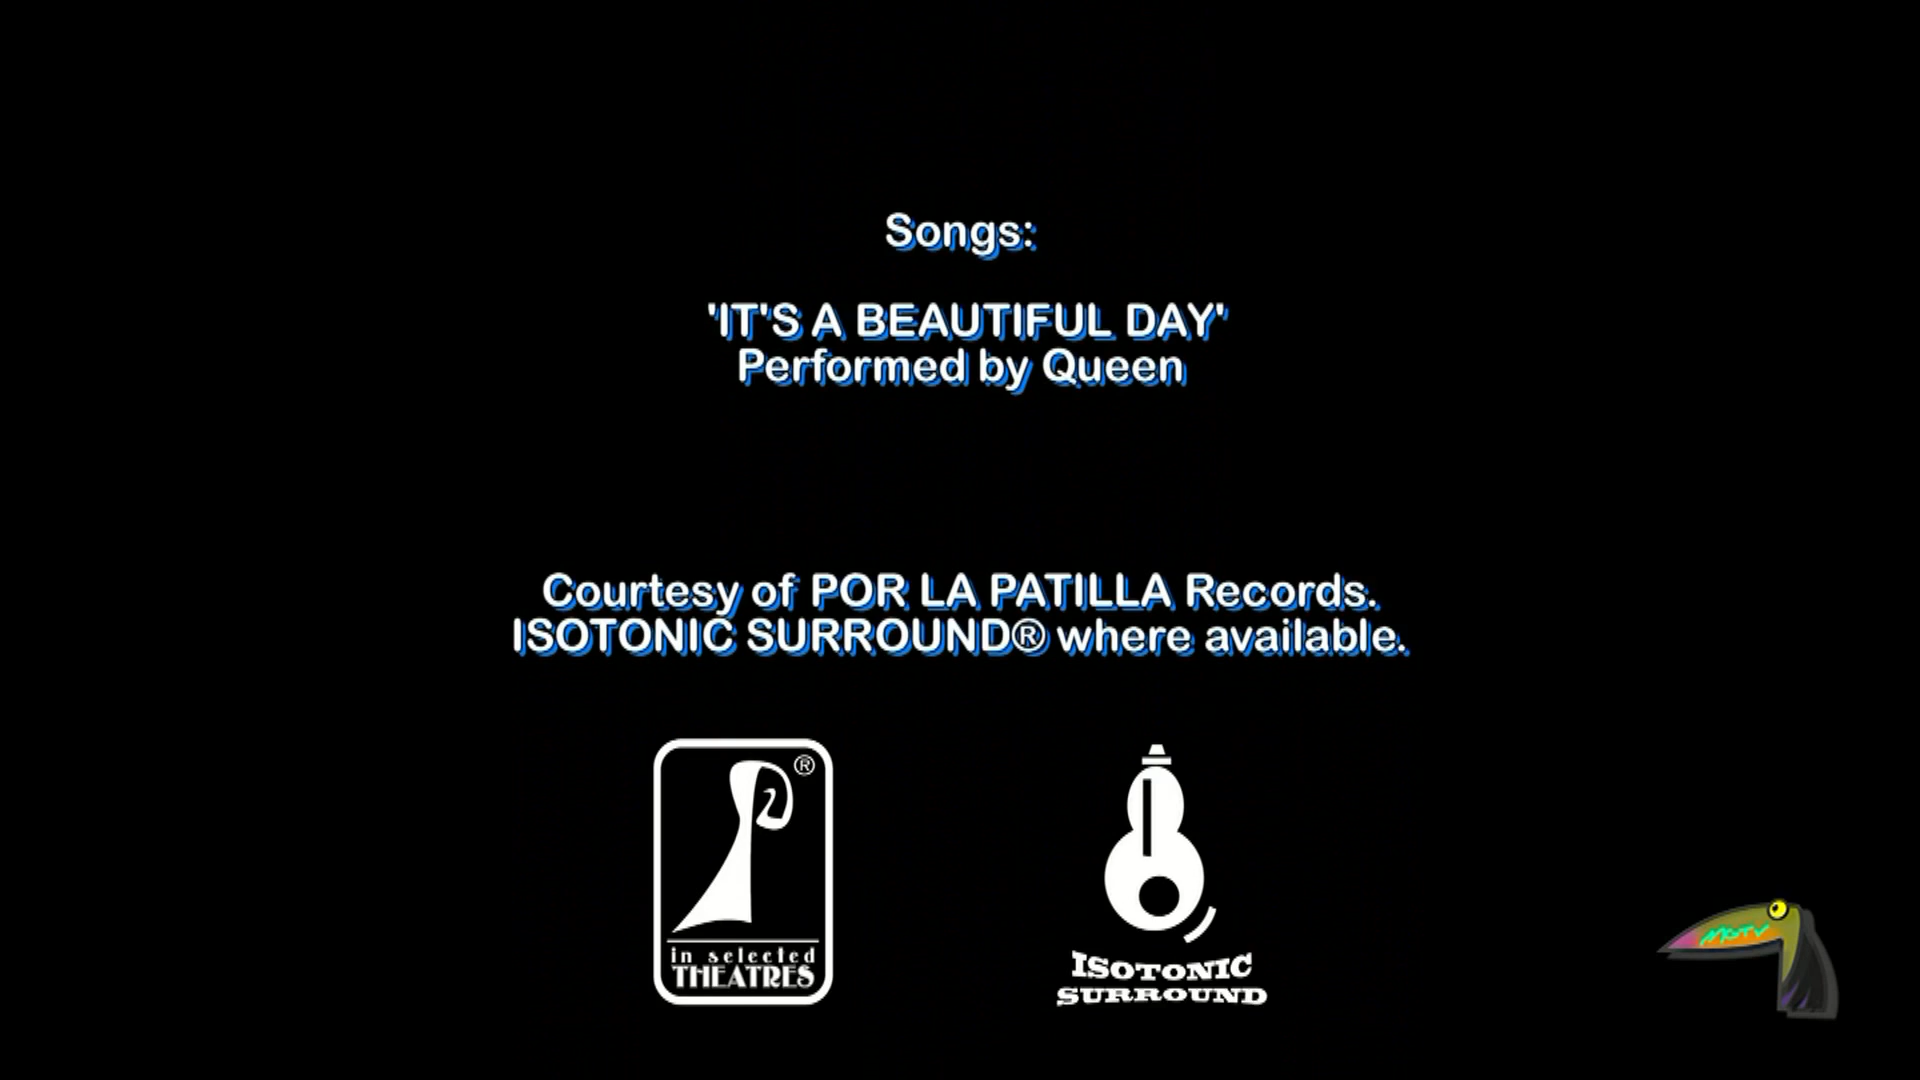 Songs:
'IT'S A BEAUTIFUL DAY'
Performed by Queen
Courtesy of POR LA PATILLA Records.
ISOTONIC SURROUND® where available.
®
in selected
THEATRES
ISOTONIC
SURROUND
MGTV